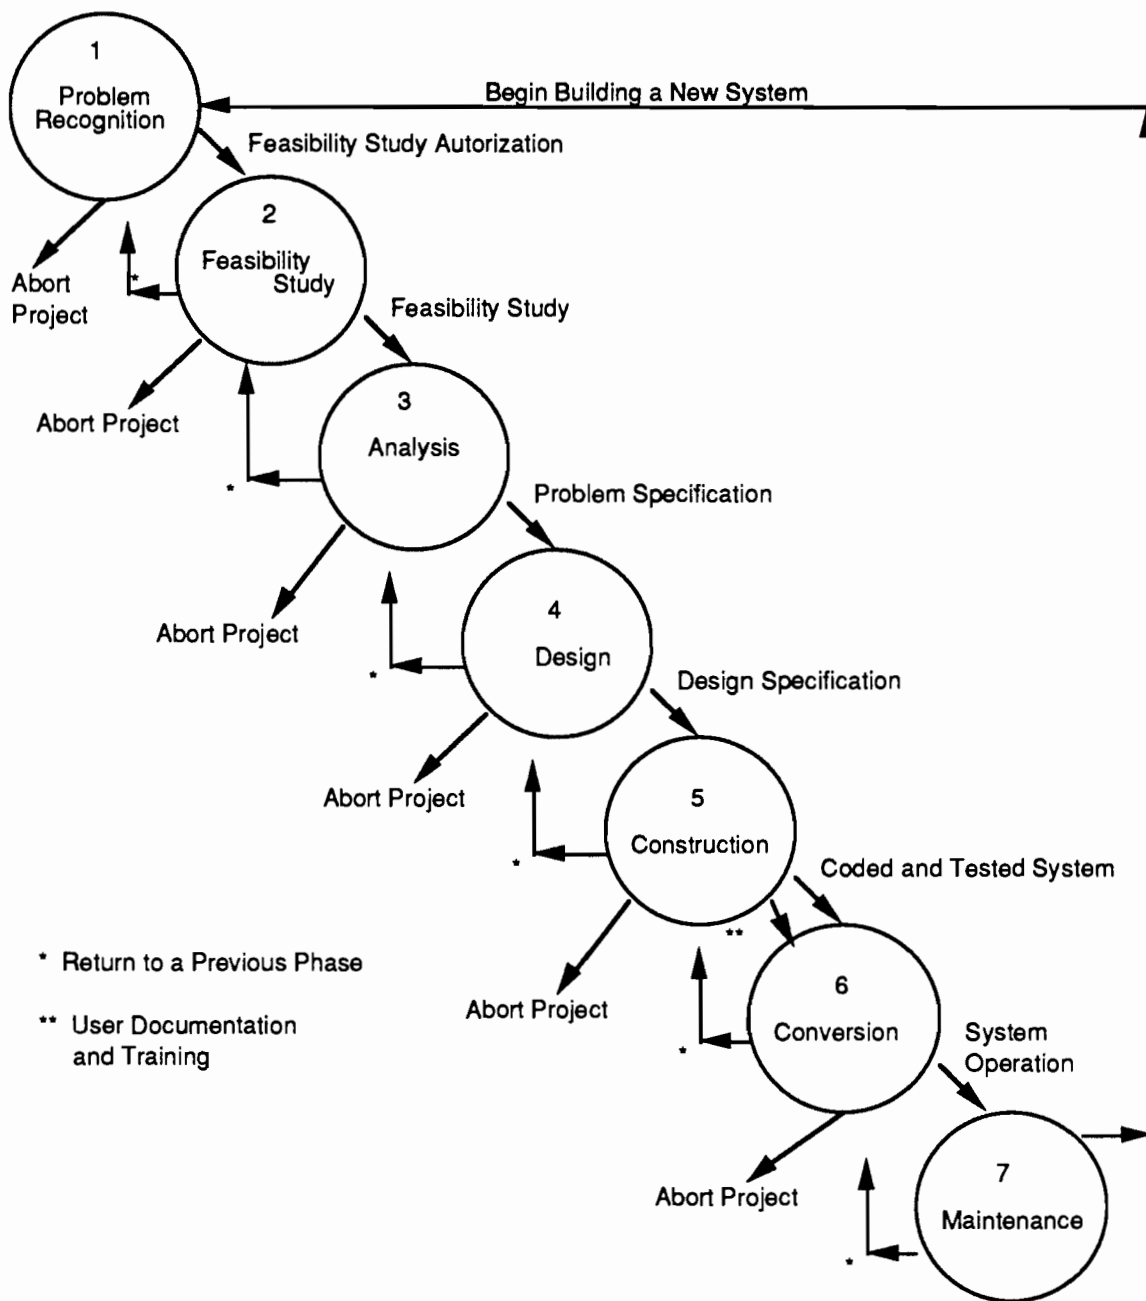 1
Problem
Recognition
Begin Building a New System
Feasibility Study Autorization
2
Feasibility
Study
Abort
Project
*
Feasibility Study
Abort Project
3
Analysis
*
Problem Specification
Abort Project
4
Design
*
Design Specification
Abort Project
5
Construction
*
Coded and Tested System
**
* Return to a Previous Phase
Abort Project
6
Conversion
** User Documentation
and Training
*
System
Operation
Abort Project
7
Maintenance
*